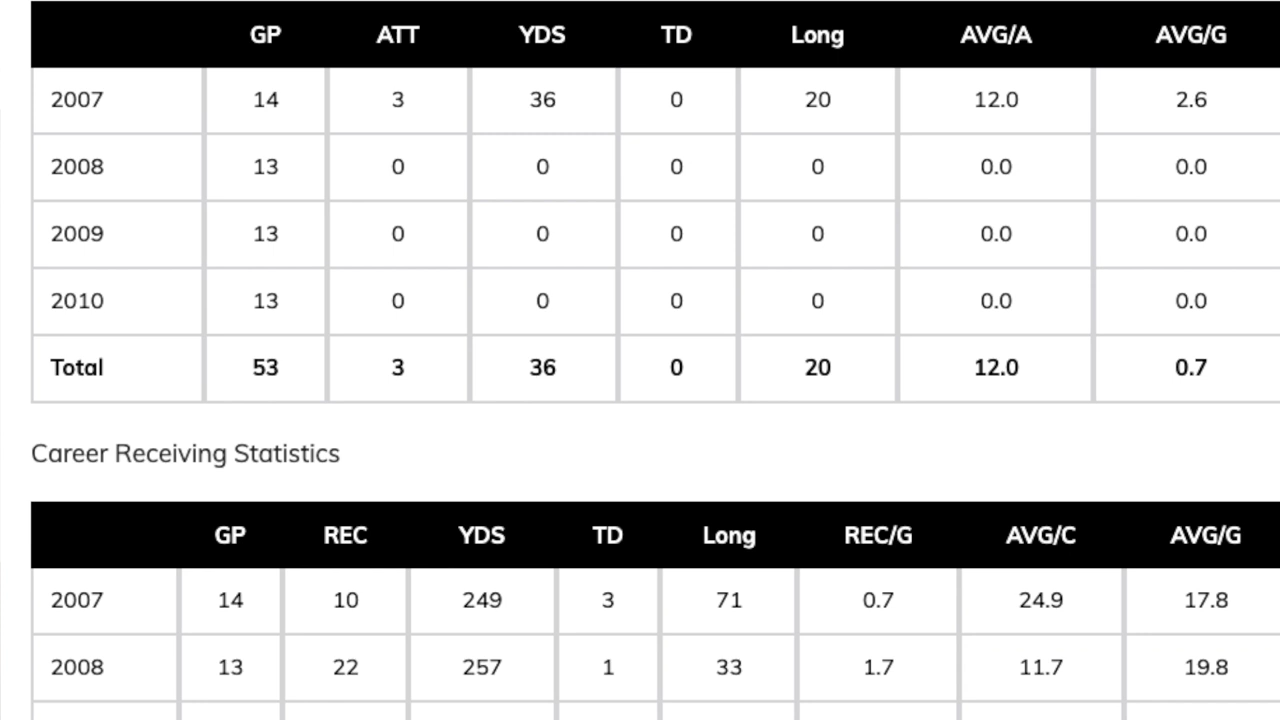 GP ATT YDS TD Long AVG/A AVG/G
2007 14 3 36 0 20 12.0 2.6
2008 13 0 0 0 0 0.0 0.0
2009 13 0 0 0 0 0.0 0.0
2010 13 0 0 0 0 0.0 0.0
Total 53 3 36 0 20 12.0 0.7
Career Receiving Statistics
GP REC YDS TD Long REC/G AVG/C AVG/G
2007 14 10 249 3 71 0.7 24.9 17.8
2008 13 22 257 1 33 1.7 11.7 19.8